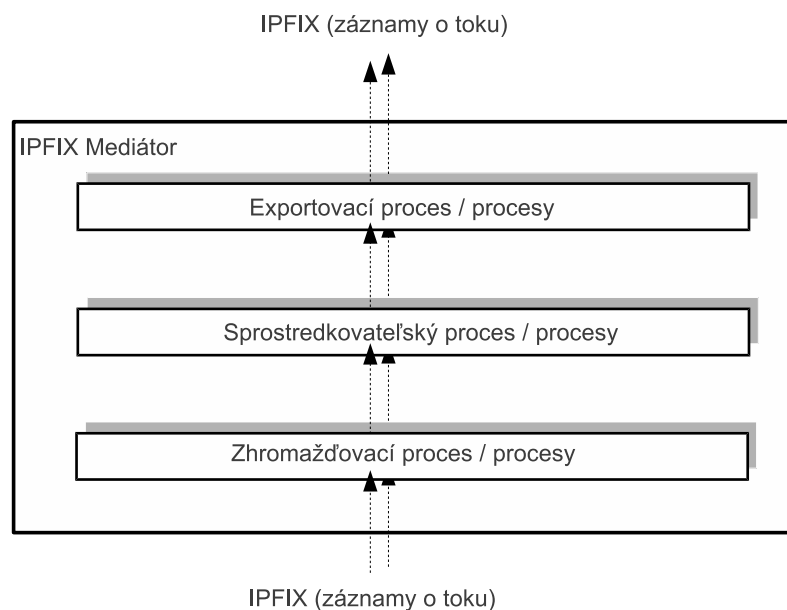 IPFIX (záznamy o toku)
IPFIX Mediátor
Exportovací proces / procesy
Sprostredkovateľský proces / procesy
Zhromažďovací proces / procesy
IPFIX (záznamy o toku)